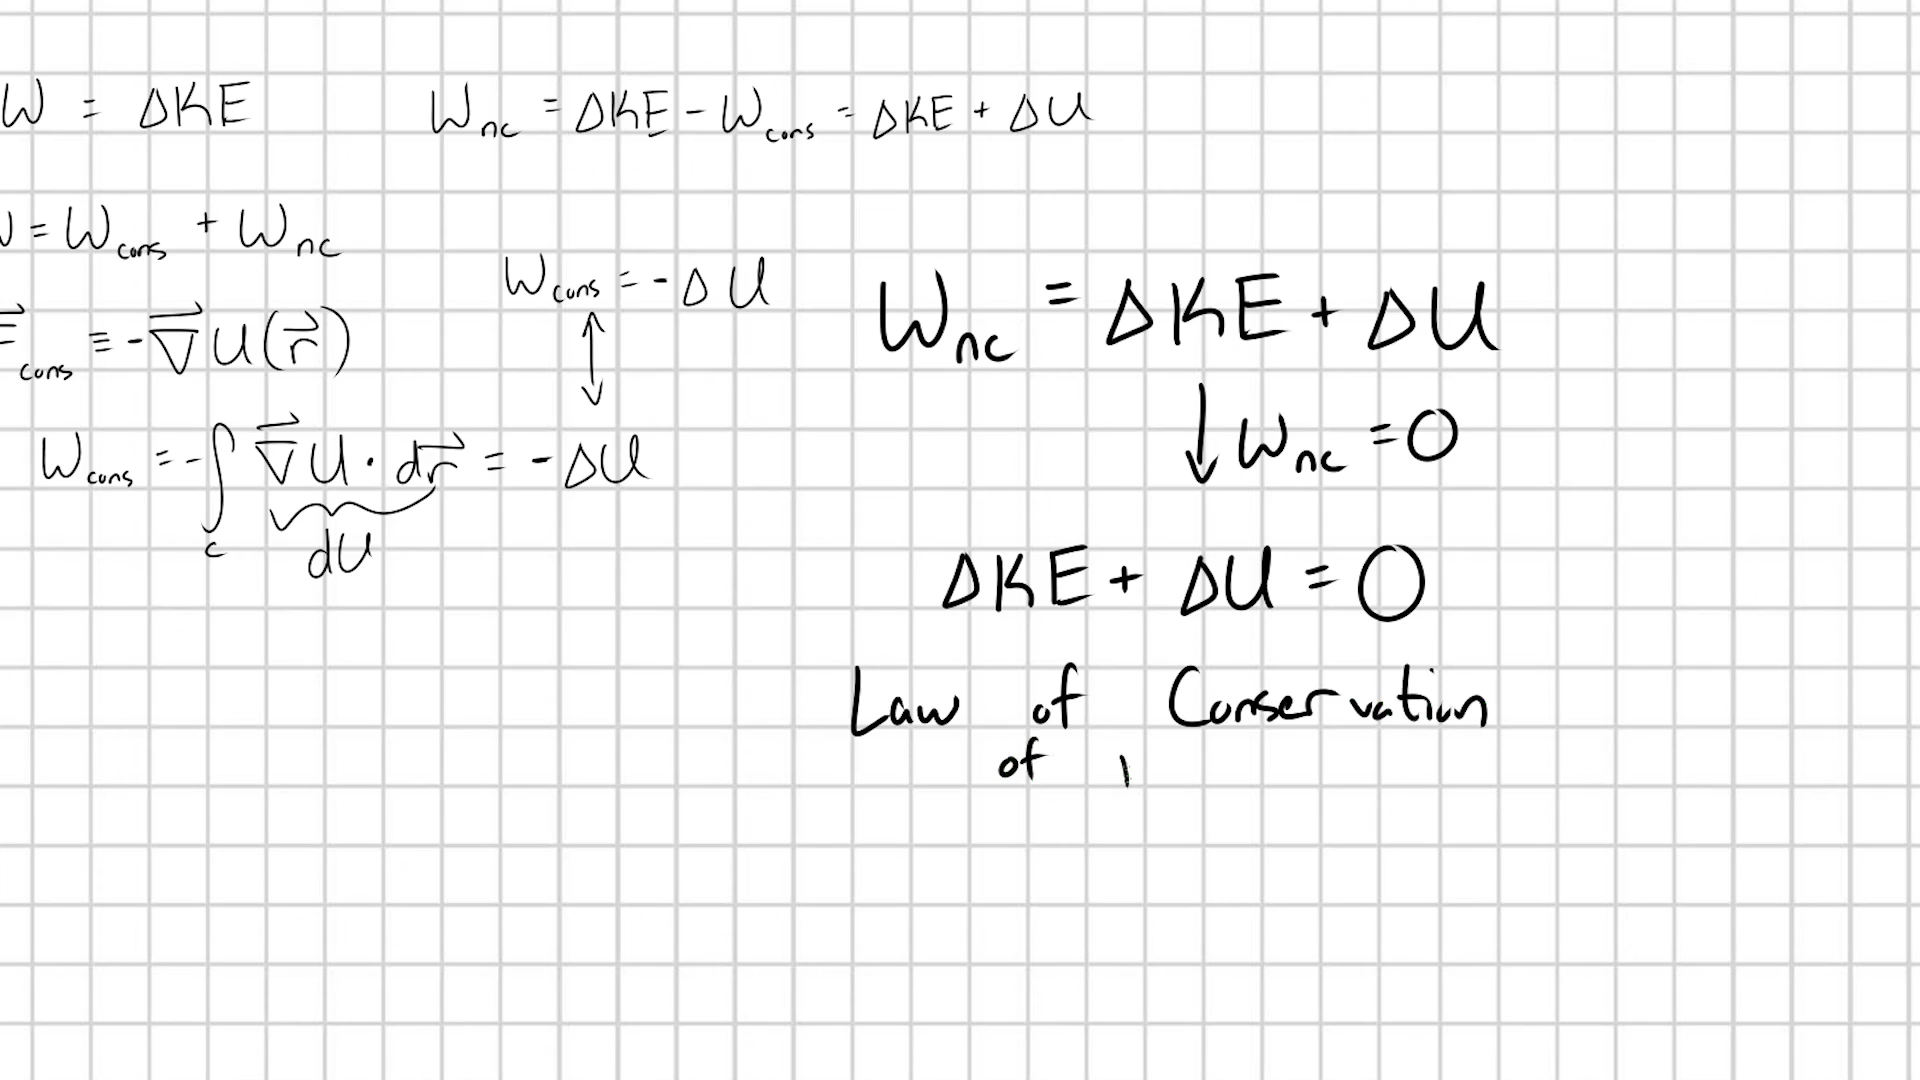 W = ΔKE
W_nc = ΔKE - W_cons = ΔKE + ΔU
W = W_cons + W_nc
W_cons = -ΔU
F⃗_cons ≡ -∇⃗U(r⃗)
W_cons = -∫_c ∇⃗U · dr⃗ = -ΔU
dU
W_nc = ΔKE + ΔU
↓ W_nc = 0
ΔKE + ΔU = 0
Law of Conservation
of